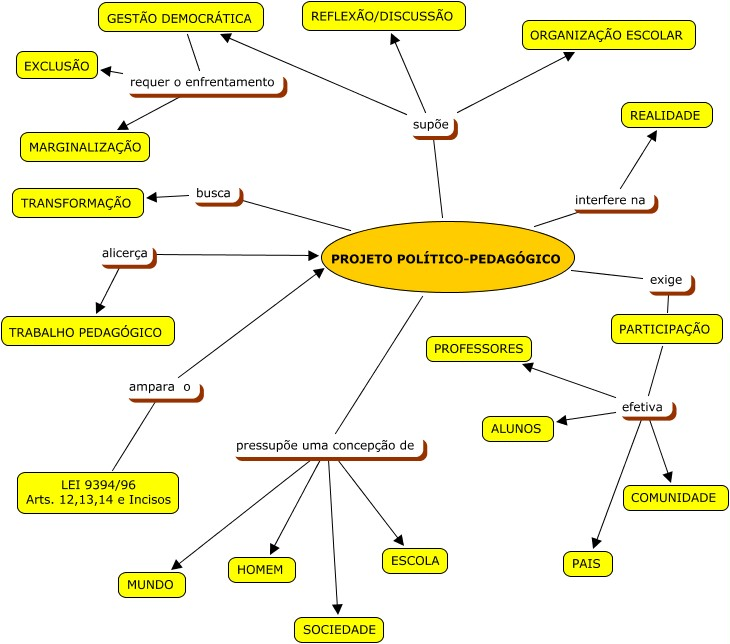 GESTÃO DEMOCRÁTICA
REFLEXÃO/DISCUSSÃO
ORGANIZAÇÃO ESCOLAR
EXCLUSÃO
requer o enfrentamento
REALIDADE
supõe
MARGINALIZAÇÃO
busca
TRANSFORMAÇÃO
interfere na
alicerça
PROJETO POLÍTICO-PEDAGÓGICO
exige
TRABALHO PEDAGÓGICO
PARTICIPAÇÃO
PROFESSORES
ampara o
efetiva
ALUNOS
pressupõe uma concepção de
LEI 9394/96
Arts. 12,13,14 e Incisos
COMUNIDADE
ESCOLA
PAIS
HOMEM
MUNDO
SOCIEDADE